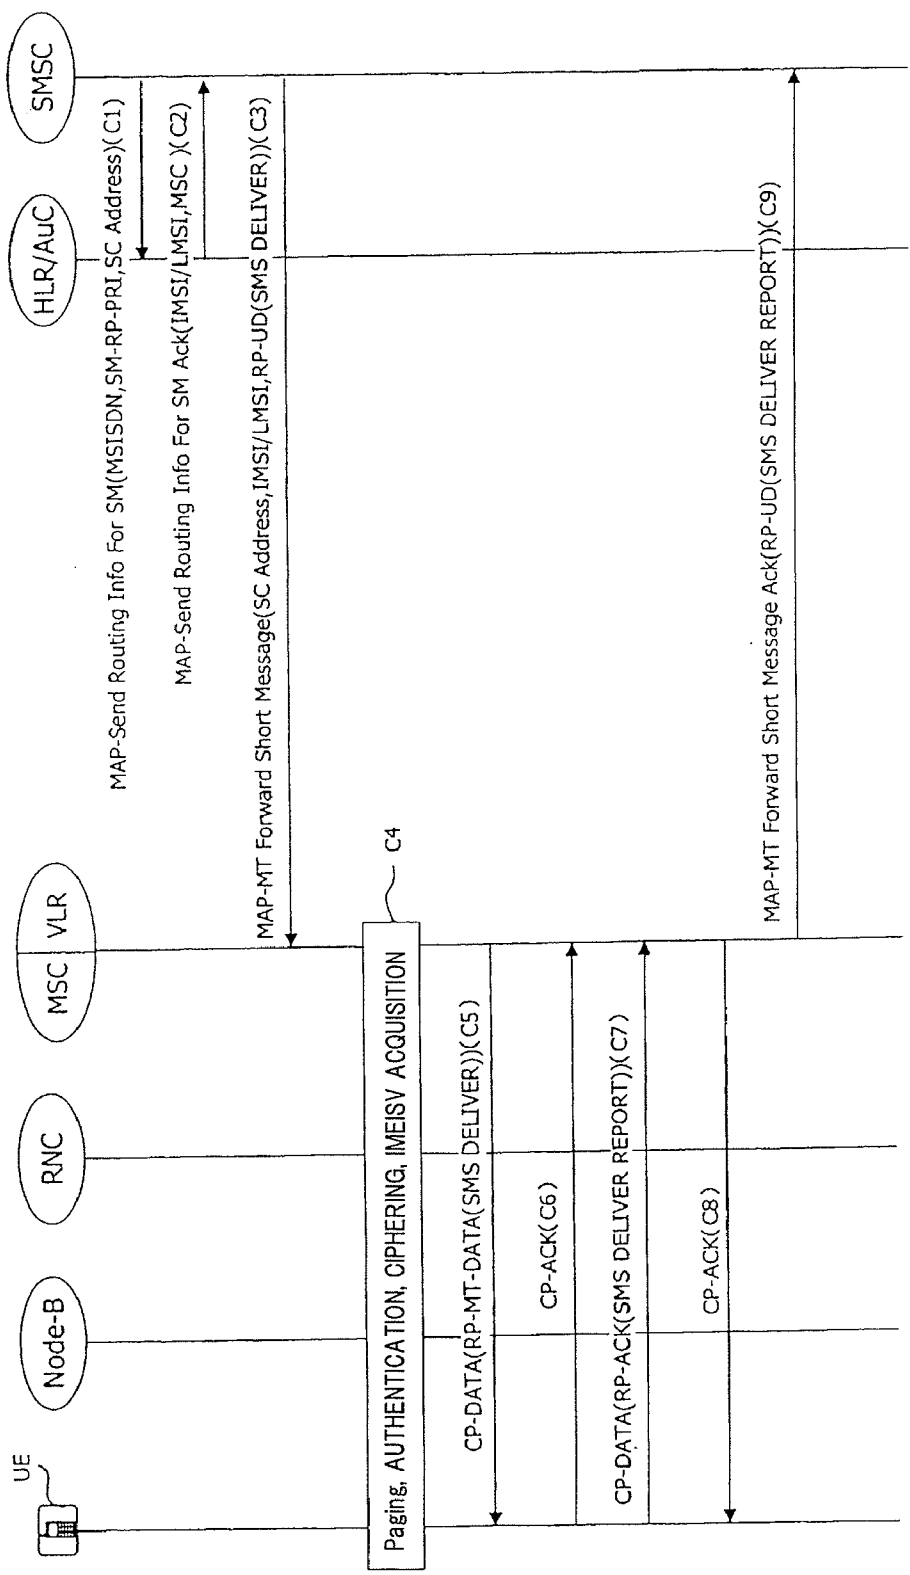 UE
Node-B
RNC
MSC VLR
HLR/AuC
SMSC
MAP-Send Routing Info For SM(MSISDN,SM-RP-PRI,SC Address)(C1)
MAP-Send Routing Info For SM Ack(IMSI/LMSI,MSC )(C2)
MAP-MT Forward Short Message(SC Address,IMSI/LMSI,RP-UD(SMS DELIVER))(C3)
Paging, AUTHENTICATION, CIPHERING, IMEISV ACQUISITION
C4
CP-DATA(RP-MT-DATA(SMS DELIVER))(C5)
CP-ACK(C6)
CP-DATA(RP-ACK(SMS DELIVER REPORT))(C7)
CP-ACK(C8)
MAP-MT Forward Short Message Ack(RP-UD(SMS DELIVER REPORT))(C9)